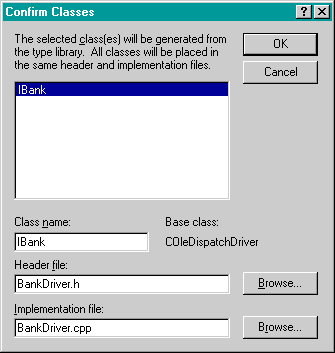 Confirm Classes
The selected class(es) will be generated from
the type library. All classes will be placed in
the same header and implementation files.
OK
Cancel
IBank
Class name:
Base class:
IBank
COleDispatchDriver
Header file:
BankDriver.h
Browse...
Implementation file:
BankDriver.cpp
Browse...